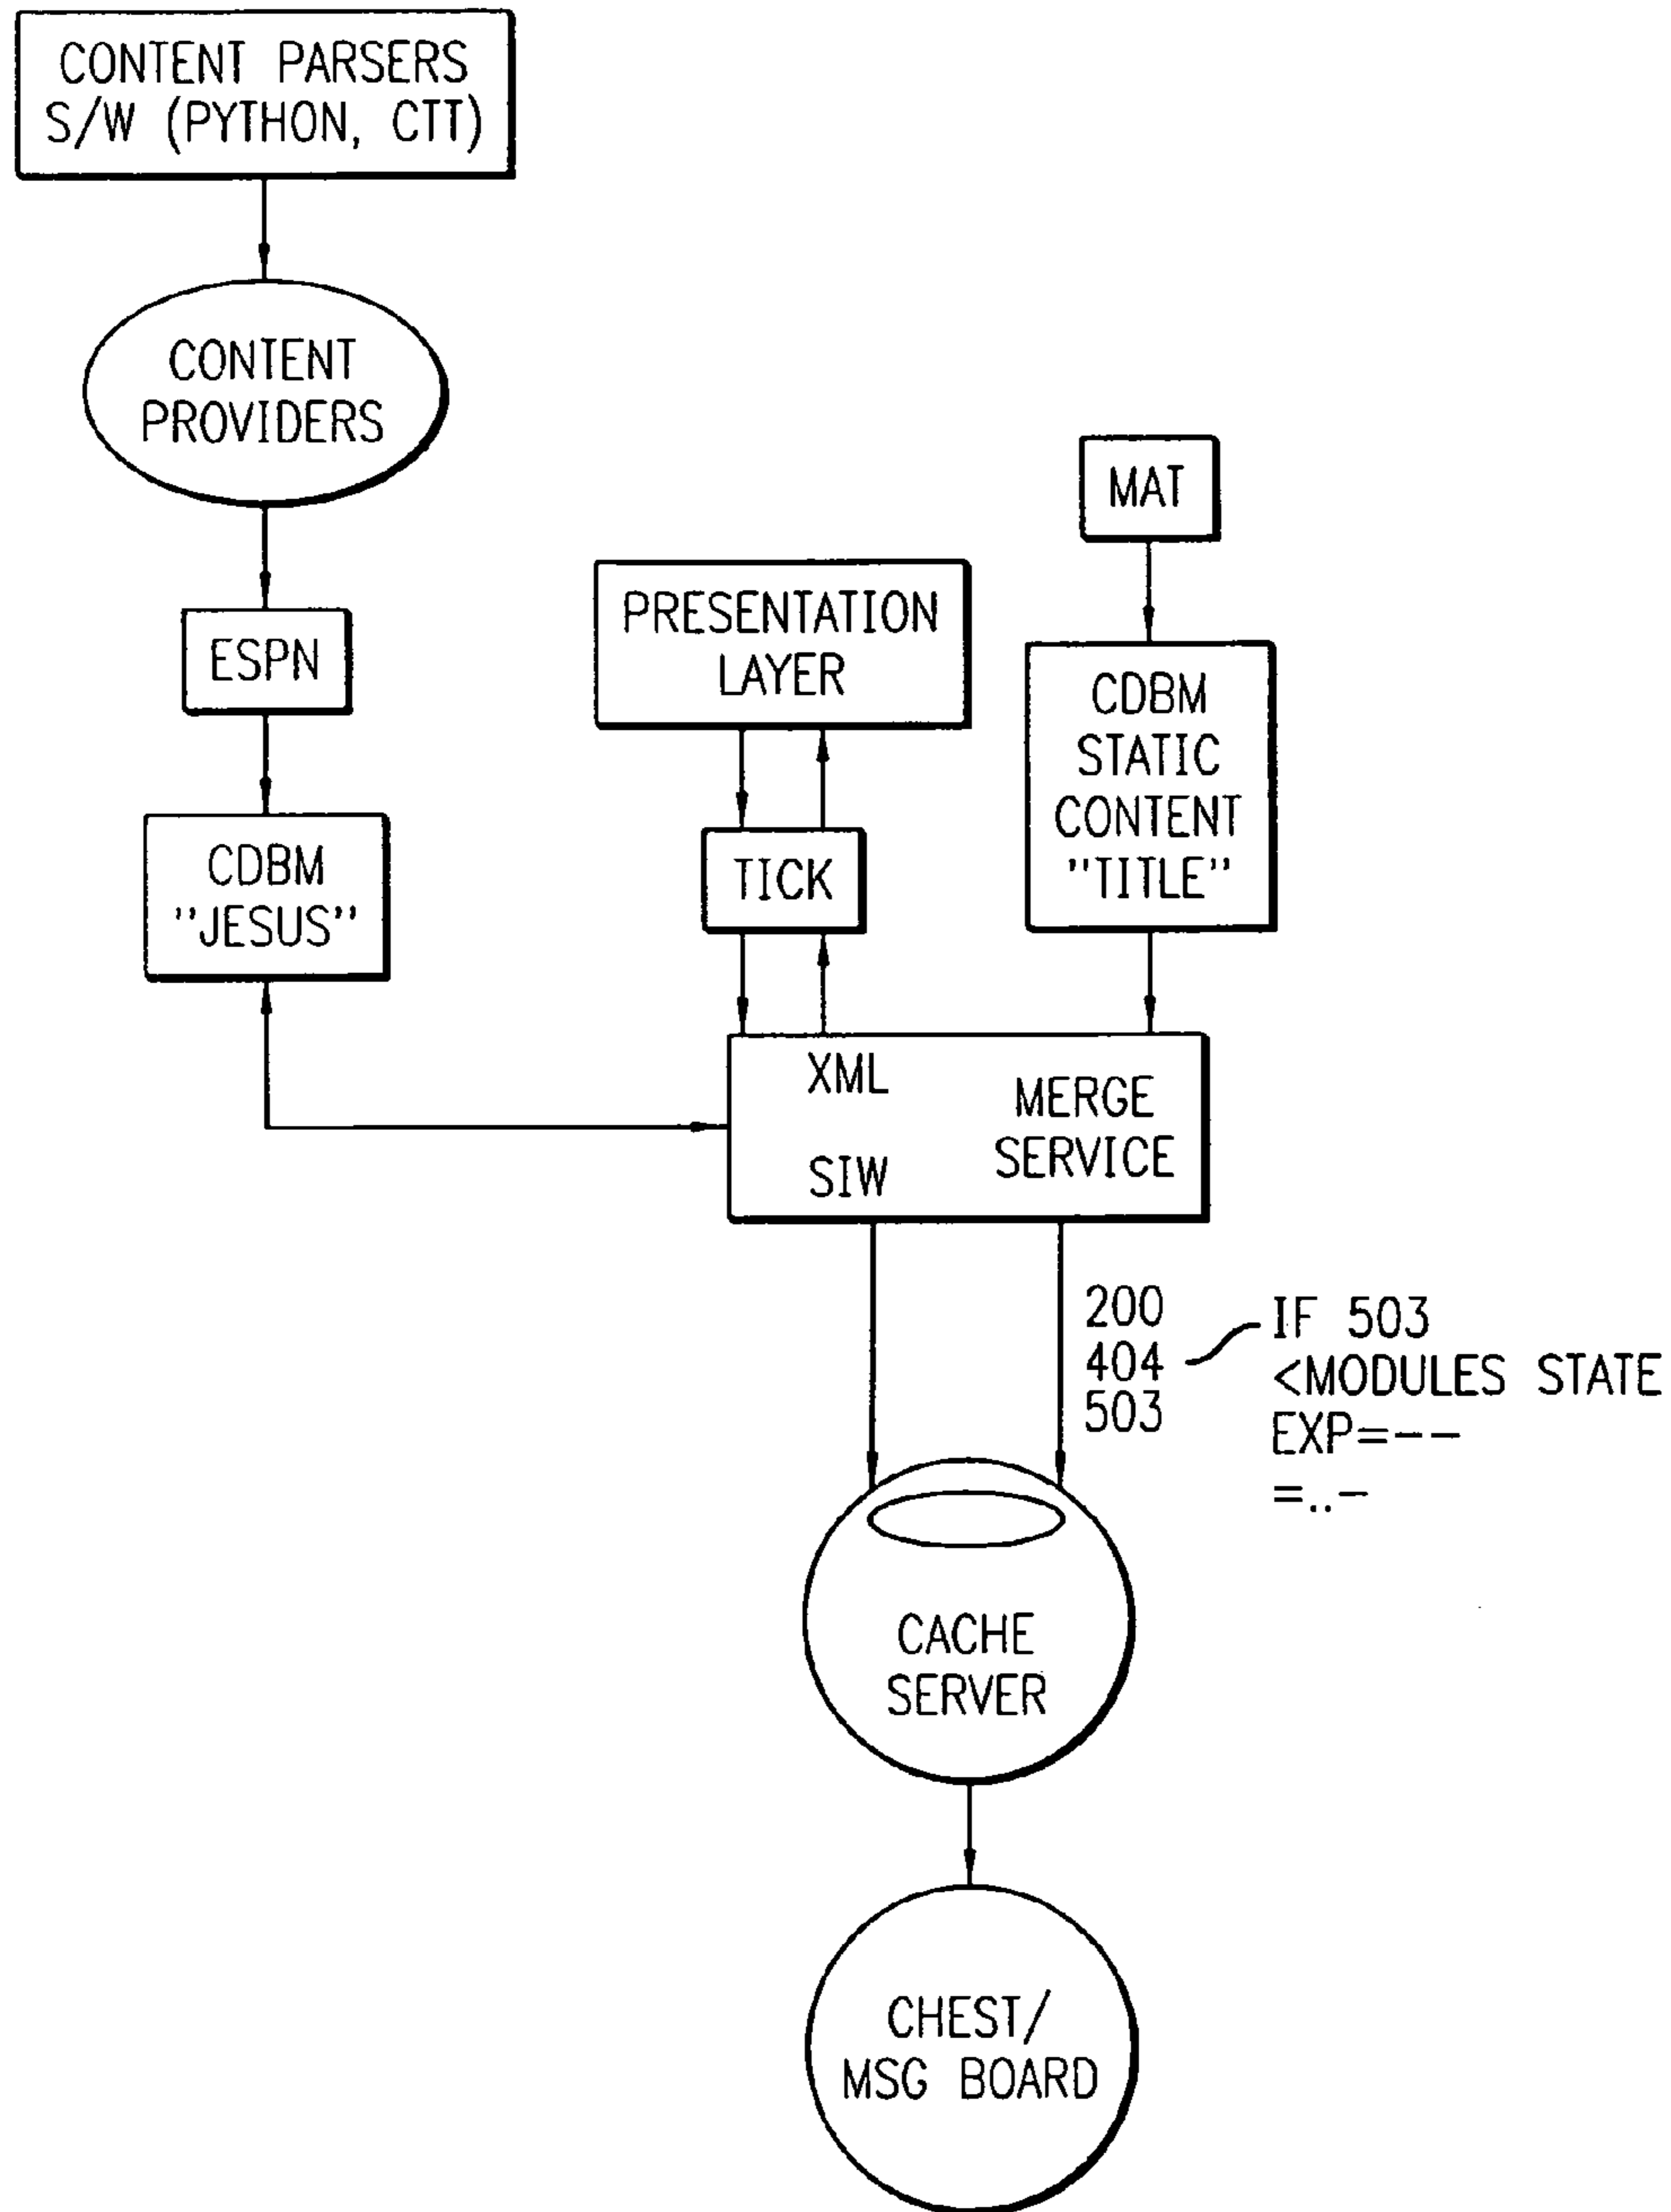 CONTENT PARSERS
S/W (PYTHON, CTT)
CONTENT
PROVIDERS
ESPN
CDBM
"JESUS"
PRESENTATION
LAYER
TICK
MAT
CDBM
STATIC
CONTENT
"TITLE"
XML
SIW
MERGE
SERVICE
200
404
503
IF 503
<MODULES STATE
EXP=--
=..-
CACHE
SERVER
CHEST/
MSG BOARD